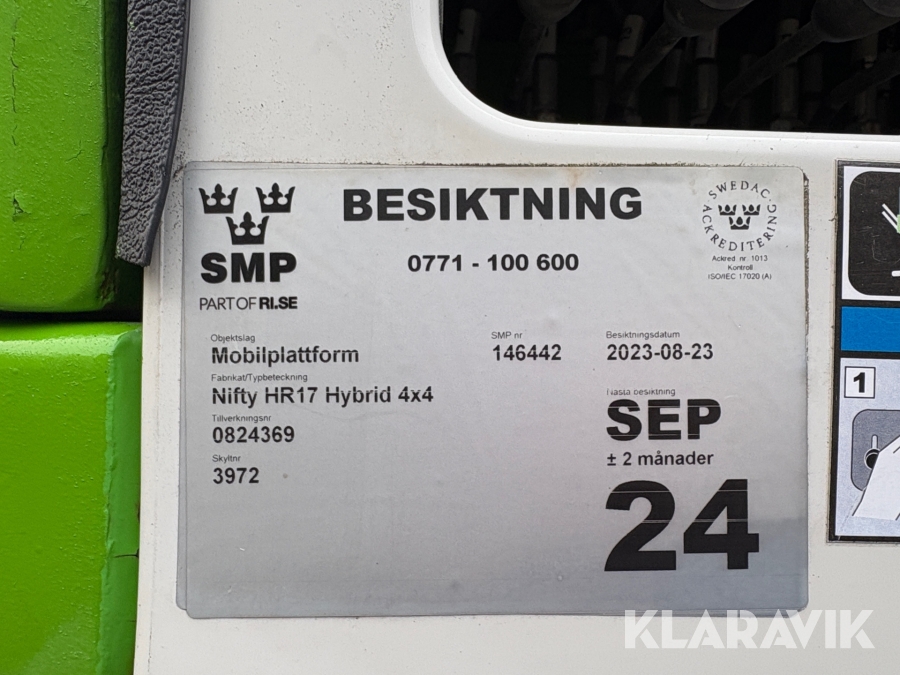 BESIKTNING
0771 - 100 600
SMP
PART OF RI.SE
SWEDAC
ACKREDITERING
Ackred nr. 1013
Kontroll
ISO/IEC 17020 (A)
Objektslag
Mobilplattform
SMP nr
146442
Besiktningsdatum
2023-08-23
Fabrikat/Typbeteckning
Nifty HR17 Hybrid 4x4
Tillverkningsnr
0824369
Skyltnr
3972
Nästa besiktning
SEP
± 2 månader
24
1
KLARAVIK